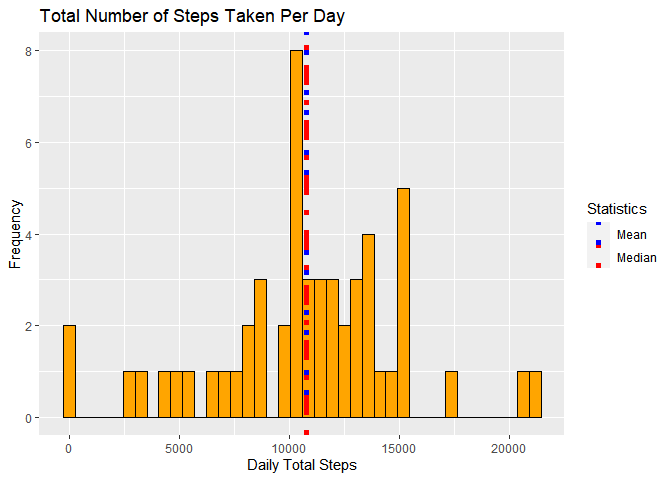 Total Number of Steps Taken Per Day
8
6
4
2
0
Frequency
0 5000 10000 15000 20000
Daily Total Steps
Statistics
Mean
Median